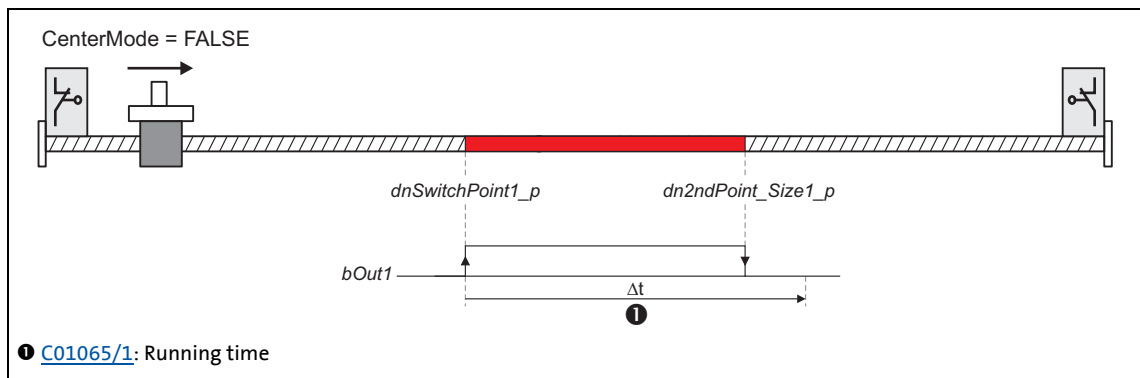 CenterMode = FALSE
dnSwitchPoint1_p
dn2ndPoint_Size1_p
bOut1
Δt
❶
❶ C01065/1: Running time